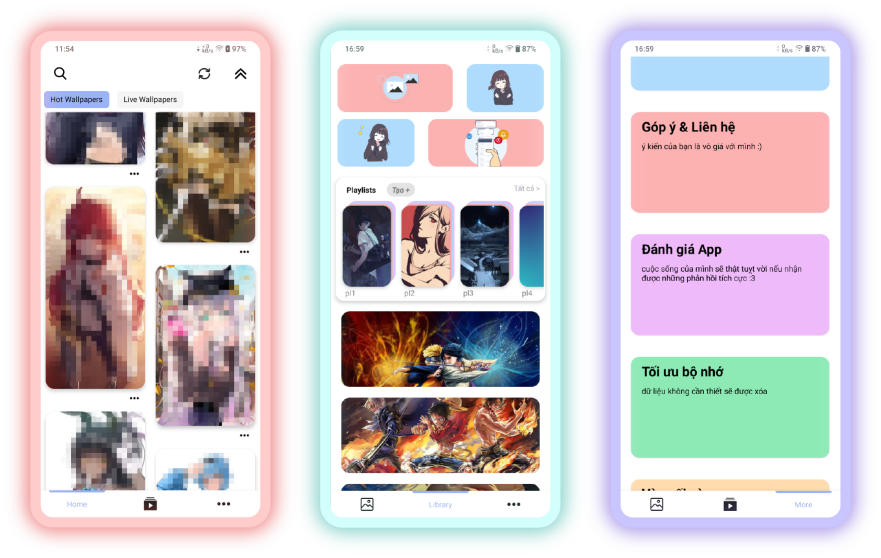 11:54
97%
Hot Wallpapers
Live Wallpapers
Home
16:59
KB/s
87%
Playlists
Tạo +
Tất cả >
pl1
pl2
pl3
pl4
Library
16:59
KB/s
87%
Góp ý & Liên hệ
ý kiến của bạn là vô giá với mình :)
Đánh giá App
cuộc sống của mình sẽ thật tuyt vời nếu nhận
được những phản hồi tích cực :3
Tối ưu bộ nhớ
dữ liệu không cần thiết sẽ được xóa
More